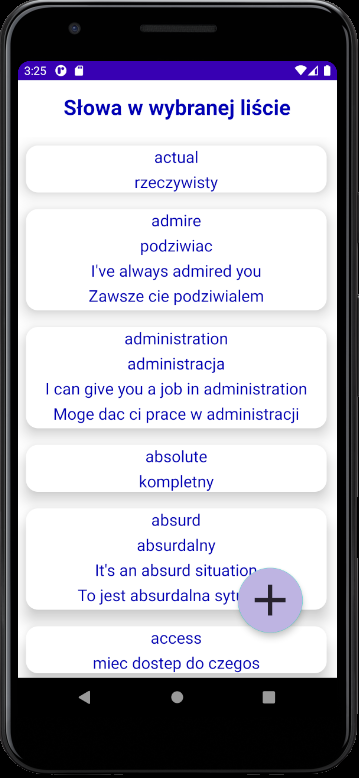 3:25
Słowa w wybranej liście
actual
rzeczywisty
admire
podziwiac
I've always admired you
Zawsze cie podziwialem
administration
administracja
I can give you a job in administration
Moge dac ci prace w administracji
absolute
kompletny
absurd
absurdalny
It's an absurd situation
To jest absurdalna
access
miec dostep do czegos